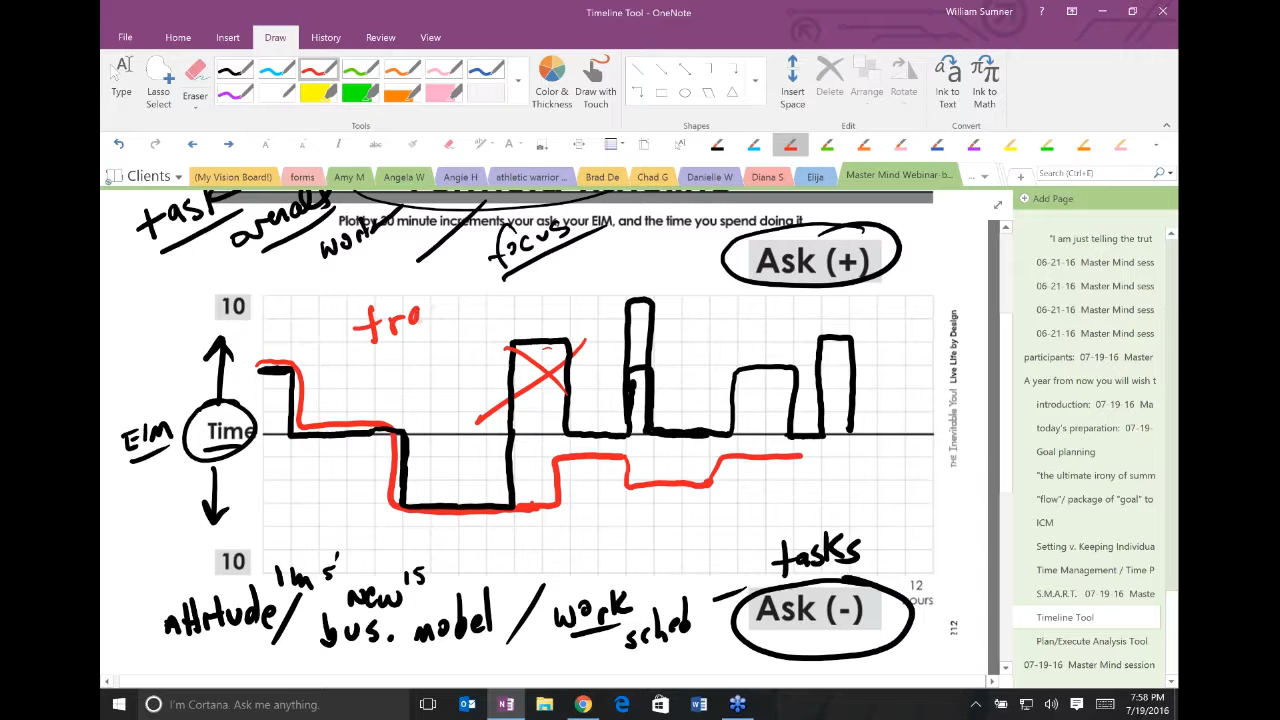 Timeline Tool - OneNote
William Sumner
?
File Home Insert Draw History Review View
Type
Lasso Select
Eraser
Color & Thickness
Draw with Touch
Insert Space
Delete
Arrange
Rotate
Ink to Text
Ink to Math
Tools
Shapes
Edit
Convert
Clients
(My Vision Board!) forms Amy M Angela W Angie H athletic warrior Brad De Chad G Danielle W Diana S Elija Master Mind Webinar-b ...
Search (Ctrl+E)
Add Page
task
overall
work
/
focus
Plot by 30 minute increments your ask, your EIM, and the time you spend doing it
Ask (+)
10
tro
EIM
Time
10
THE Inevitable You! Live Life by Design
tasks
12
hours
Ask (-)
212
attitude / 1m's' new's
bus. model / work
sched
"I am just telling the trut
06-21-16 Master Mind sess
06-21-16 Master Mind sess
06-21-16 Master Mind sess
06-21-16 Master Mind sess
participants: 07-19-16 Master
A year from now you will wish t
introduction: 07-19-16 Ma
today's preparation: 07-19-
Goal planning
"the ultimate irony of summ
"flow"/ package of "goal" to
ICM
Setting v. Keeping Individua
Time Management / Time P
S.M.A.R.T. 07-19-16 Maste
Timeline Tool
Plan/Execute Analysis Tool
07-19-16 Master Mind session
I'm Cortana. Ask me anything.
7:58 PM
7/19/2016